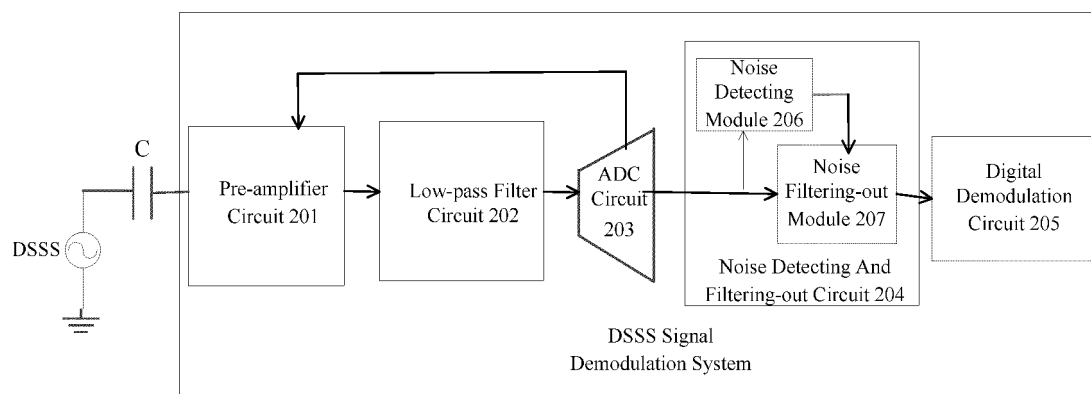 C
DSSS
Pre-amplifier
Circuit 201
Low-pass Filter
Circuit 202
ADC
Circuit
203
Noise
Detecting
Module 206
Noise
Filtering-out
Module 207
Noise Detecting And
Filtering-out Circuit 204
Digital
Demodulation
Circuit 205
DSSS Signal
Demodulation System